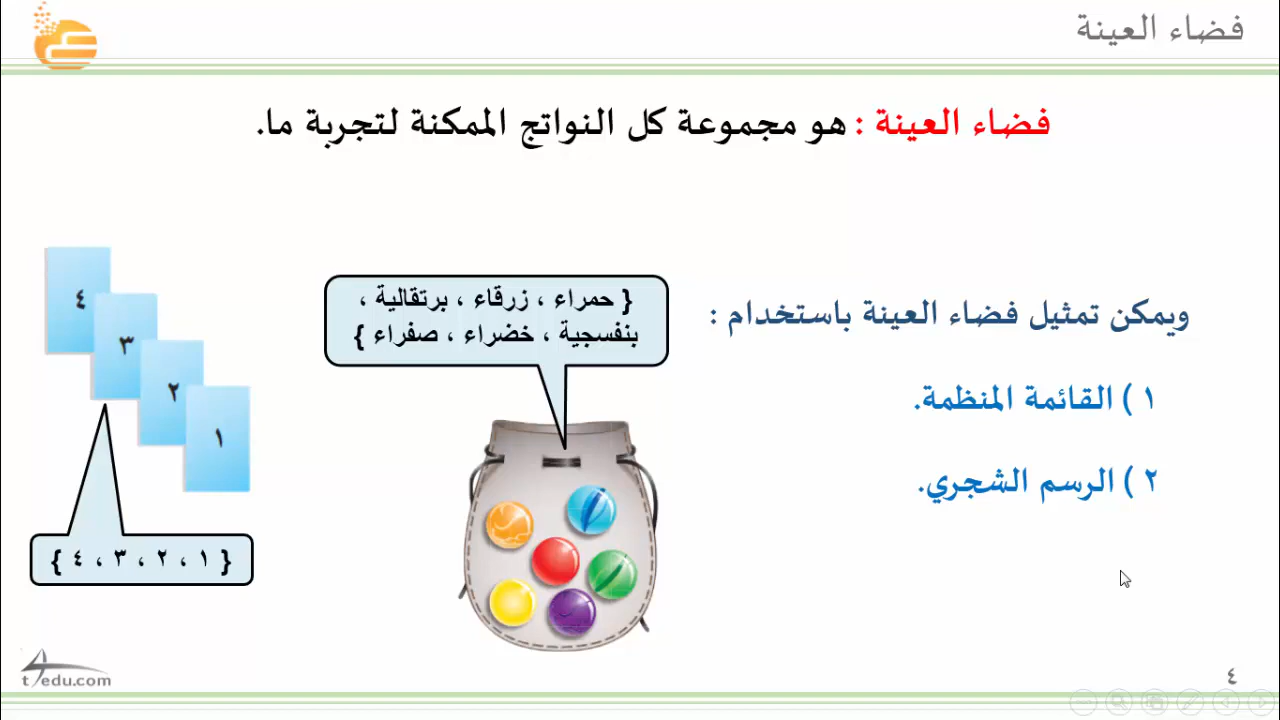 فضاء العينة
فضاء العينة : هو مجموعة كل النواتج الممكنة لتجربة ما.
ويمكن تمثيل فضاء العينة باستخدام :
١ ) القائمة المنظمة.
٢ ) الرسم الشجري.
{ حمراء ، زرقاء ، برتقالية ،
بنفسجية ، خضراء ، صفراء }
٤
٣
٢
١
{ ١ ، ٢ ، ٣ ، ٤ }
t4edu.com
٤